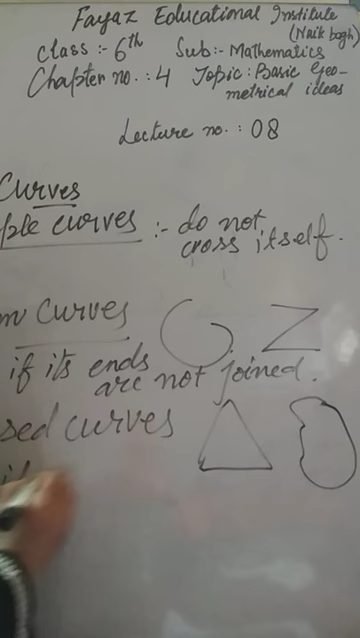 Fayaz Educational Institute
(Naik bagh)
Class :- 6th Sub:- Mathematics
Chapter no. : 4 Topic : Basic Geo-
metrical ideas
Lecture no. : 08
Curves
ple curves :- do not
cross itself.
n Curves
if its ends
are not joined.
sed curves
if